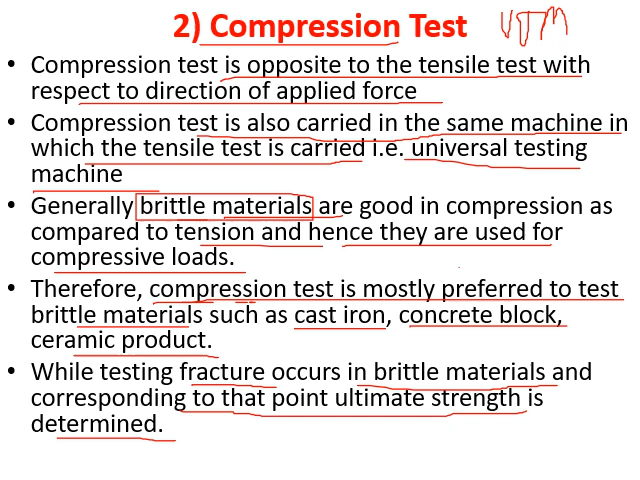 2) Compression Test UTM
• Compression test is opposite to the tensile test with
respect to direction of applied force
• Compression test is also carried in the same machine in
which the tensile test is carried i.e. universal testing
machine
• Generally brittle materials are good in compression as
compared to tension and hence they are used for
compressive loads.
• Therefore, compression test is mostly preferred to test
brittle materials such as cast iron, concrete block,
ceramic product.
• While testing fracture occurs in brittle materials and
corresponding to that point ultimate strength is
determined.